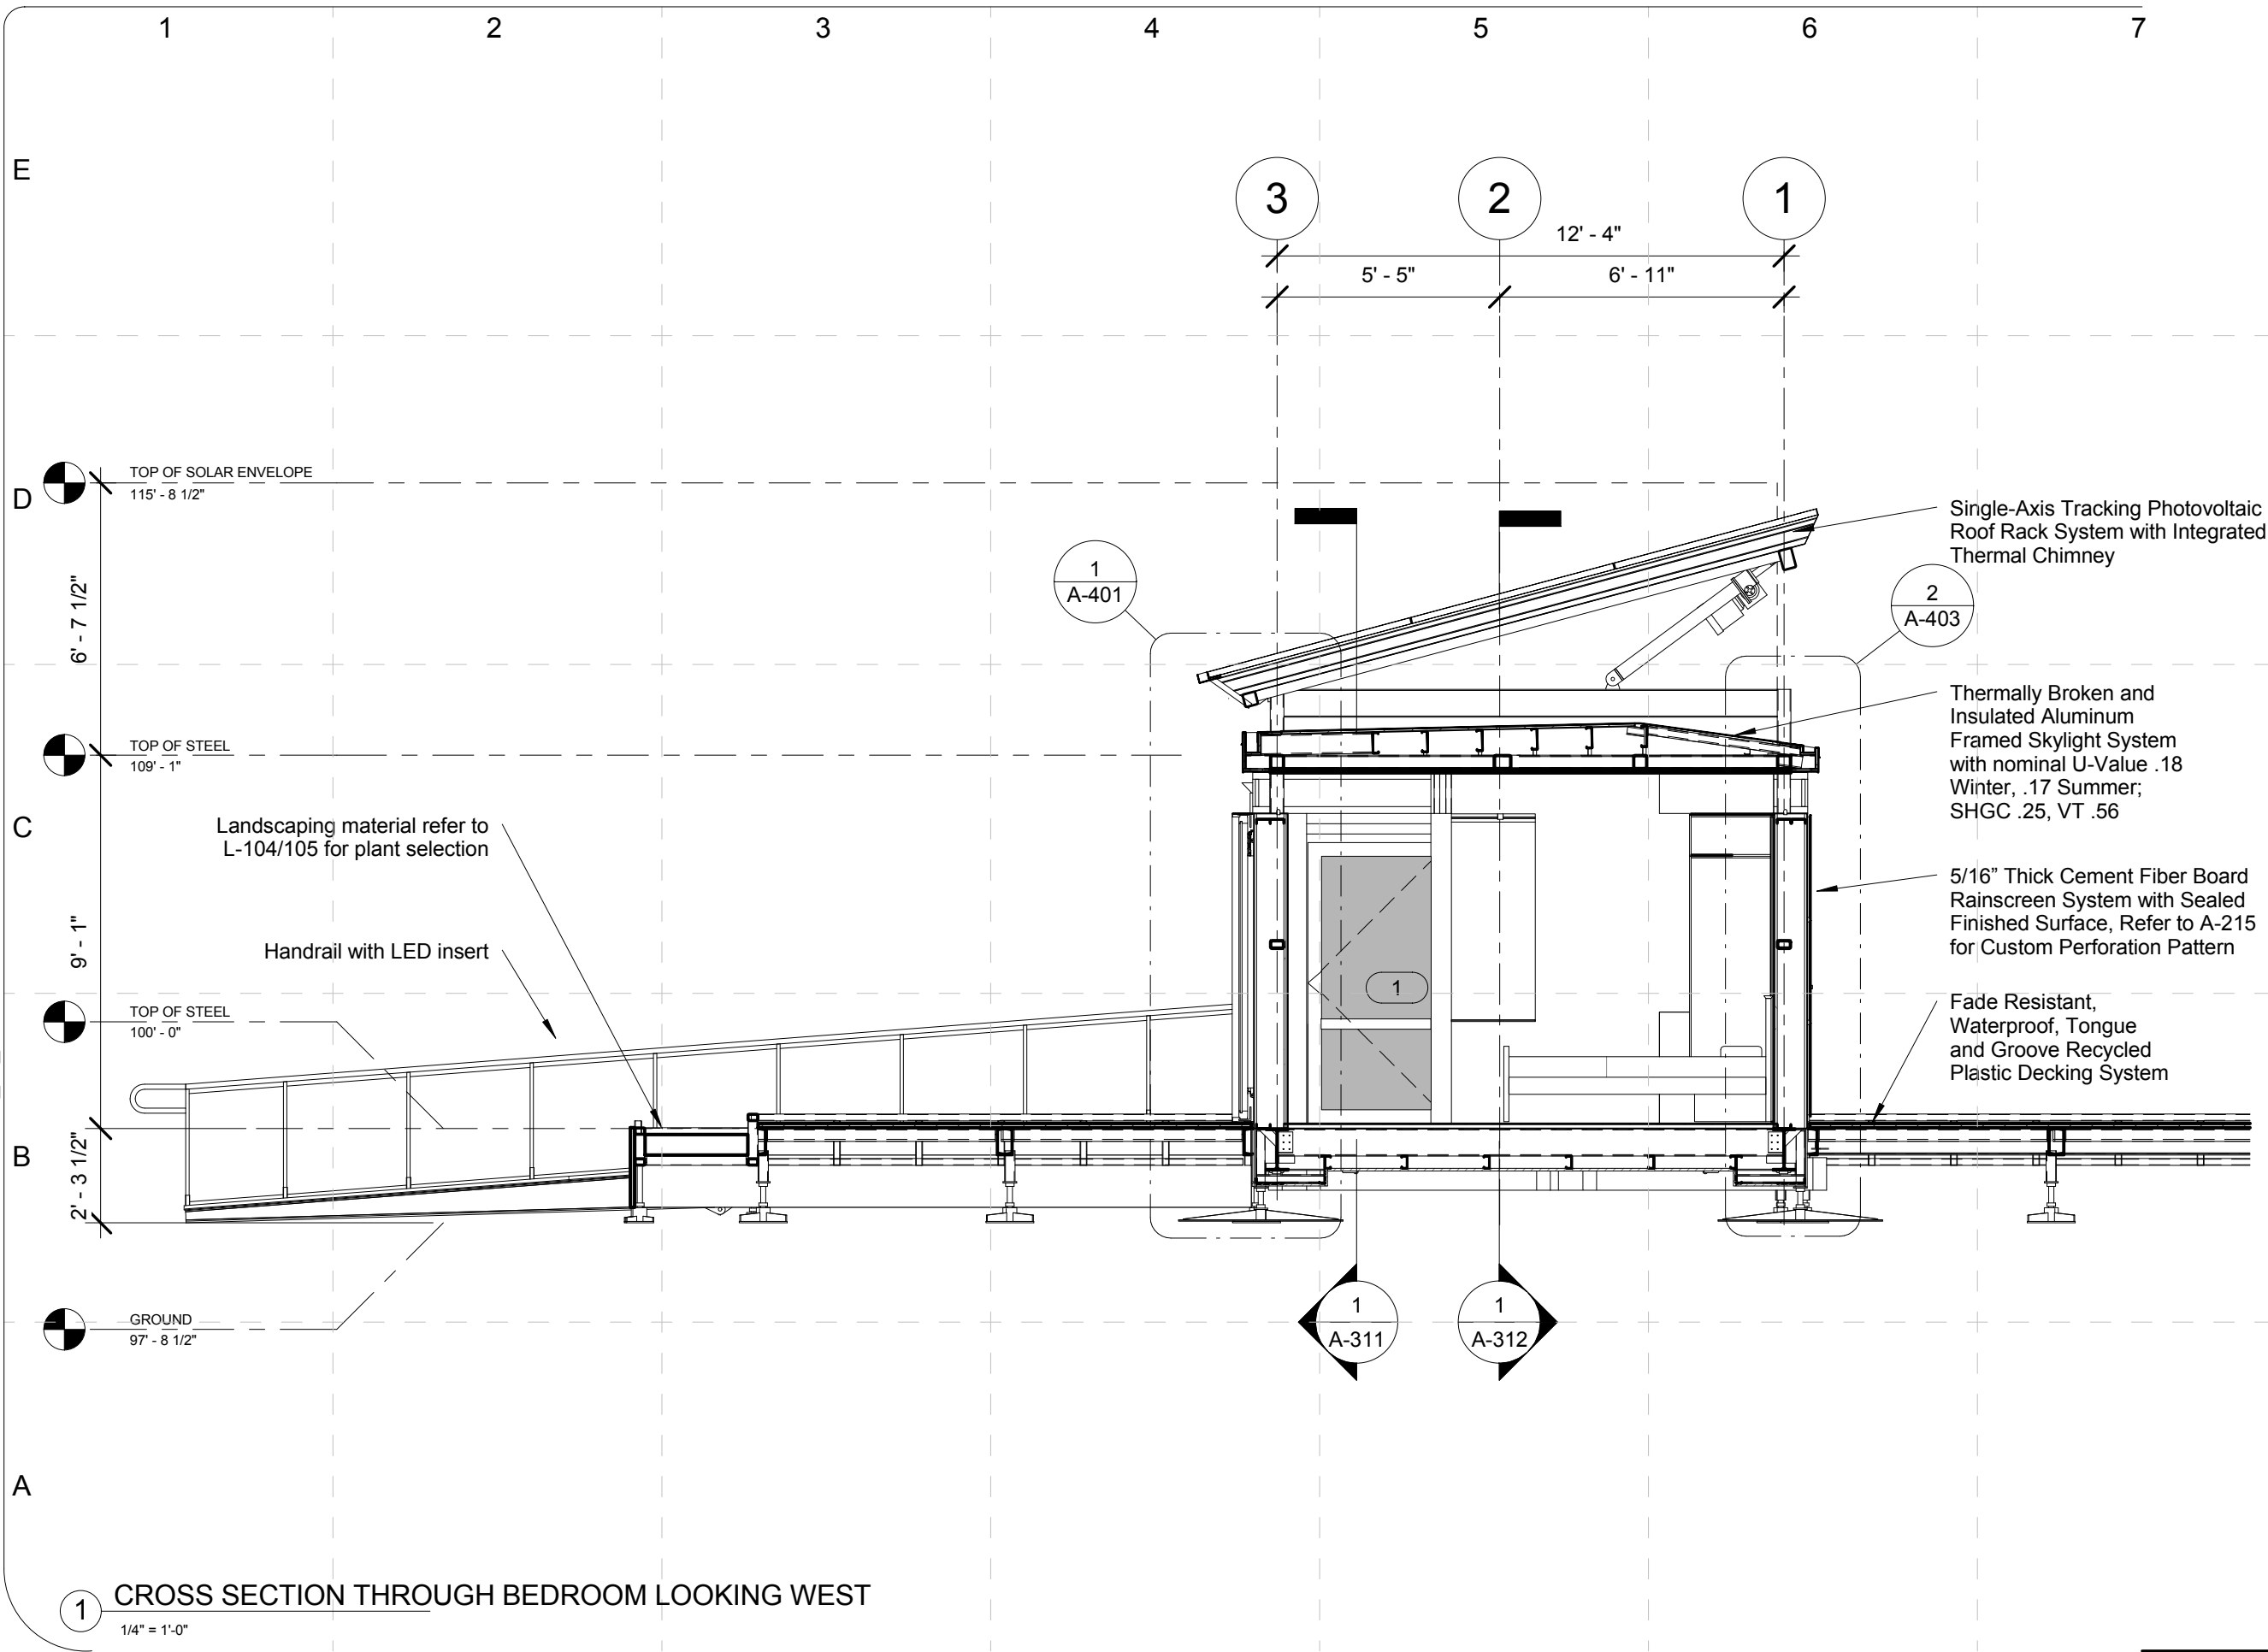 1 2 3 4 5 6 7
E
3 2 1
12' - 4"
5' - 5" 6' - 11"
D
TOP OF SOLAR ENVELOPE
115' - 8 1/2"
6' - 7 1/2"
1
A-401
Single-Axis Tracking Photovoltaic
Roof Rack System with Integrated
Thermal Chimney
2
A-403
TOP OF STEEL
109' - 1"
Thermally Broken and
Insulated Aluminum
Framed Skylight System
with nominal U-Value .18
Winter, .17 Summer;
SHGC .25, VT .56
C
Landscaping material refer to
L-104/105 for plant selection
9' - 1"
Handrail with LED insert
5/16” Thick Cement Fiber Board
Rainscreen System with Sealed
Finished Surface, Refer to A-215
for Custom Perforation Pattern
1
TOP OF STEEL
100' - 0"
Fade Resistant,
Waterproof, Tongue
and Groove Recycled
Plastic Decking System
B
2' - 3 1/2"
GROUND
97' - 8 1/2"
1
A-311
1
A-312
A
1
CROSS SECTION THROUGH BEDROOM LOOKING WEST
1/4" = 1'-0"